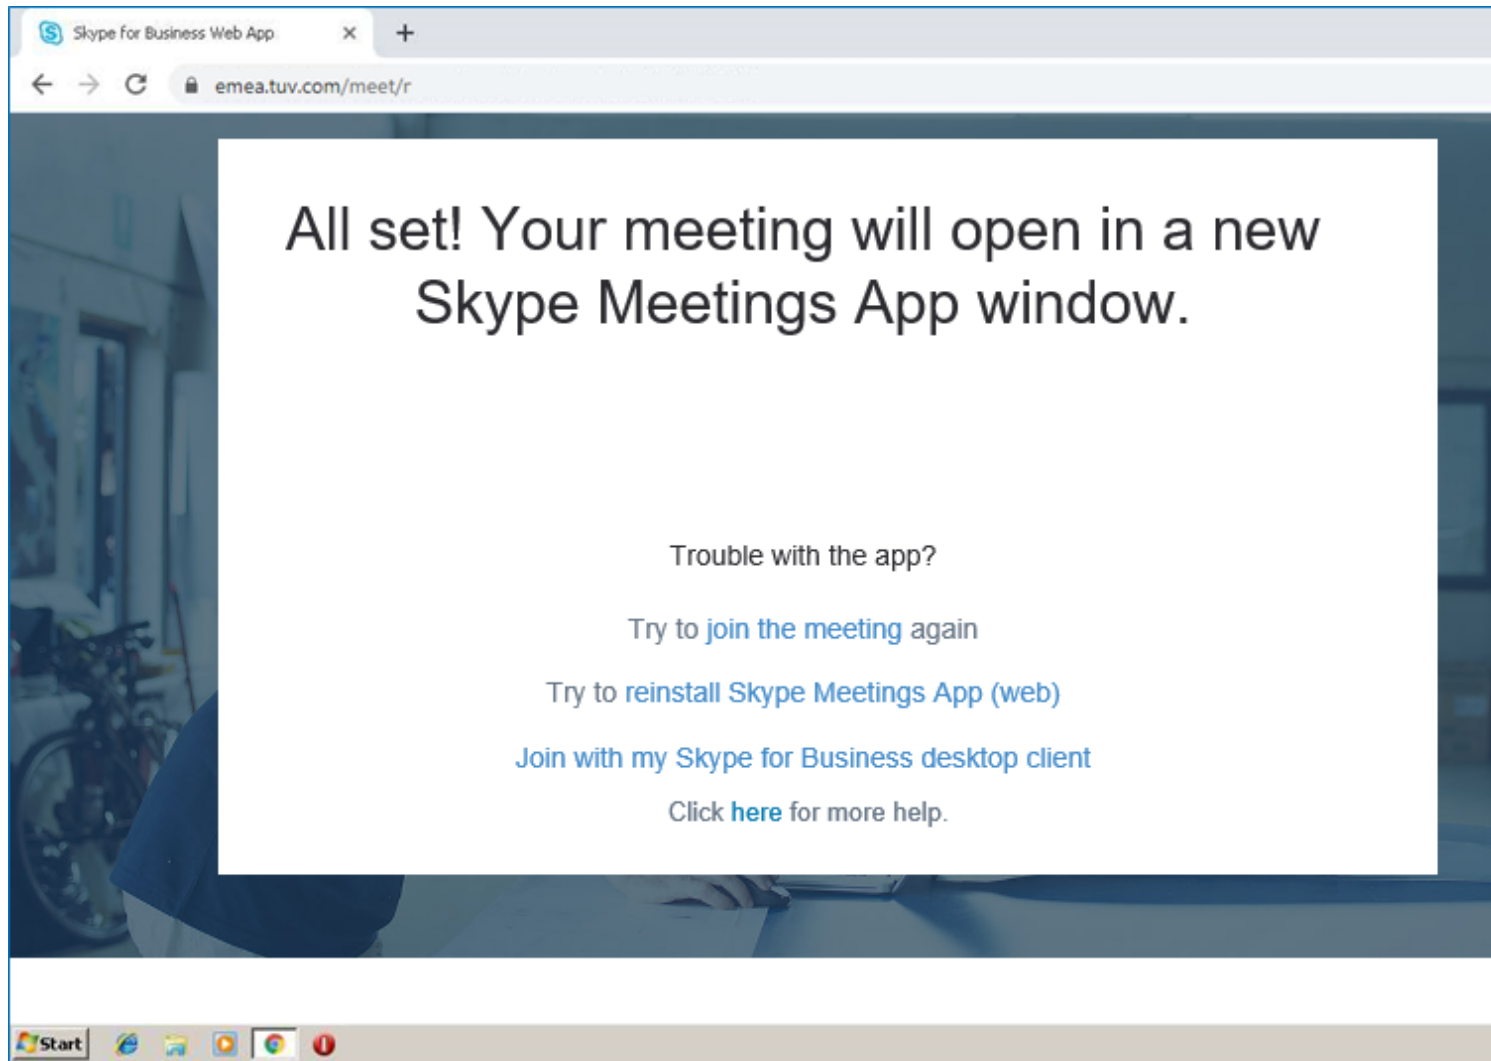 Skype for Business Web App
emea.tuv.com/meet/r
All set! Your meeting will open in a new
Skype Meetings App window.
Trouble with the app?
Try to join the meeting again
Try to reinstall Skype Meetings App (web)
Join with my Skype for Business desktop client
Click here for more help.
Start